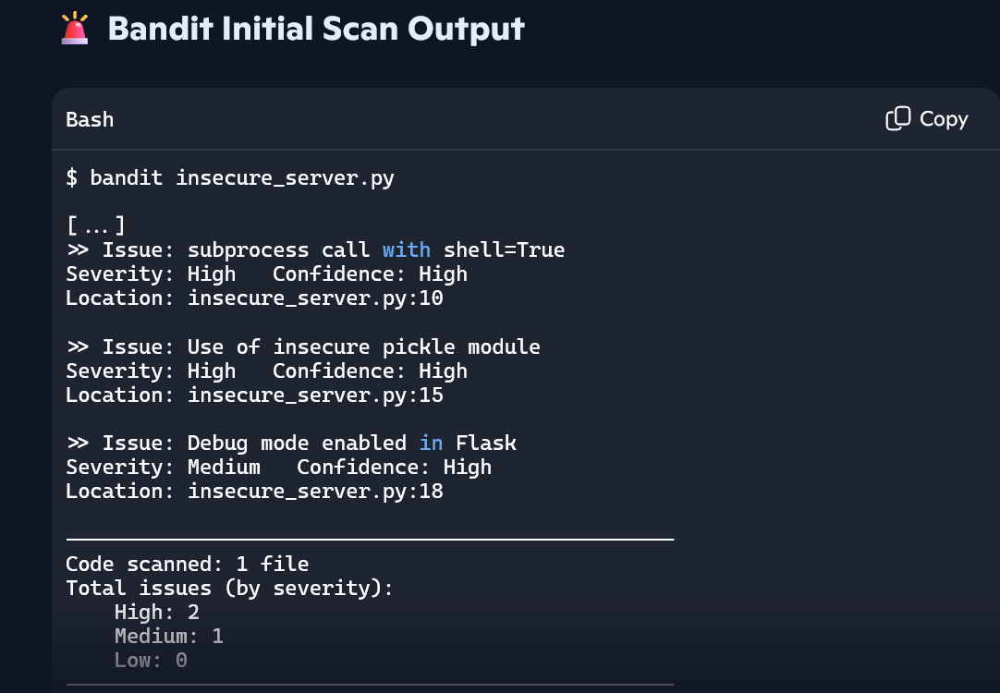 🚨 Bandit Initial Scan Output
Bash
Copy
$ bandit insecure_server.py
[...]
>> Issue: subprocess call with shell=True
Severity: High   Confidence: High
Location: insecure_server.py:10
>> Issue: Use of insecure pickle module
Severity: High   Confidence: High
Location: insecure_server.py:15
>> Issue: Debug mode enabled in Flask
Severity: Medium   Confidence: High
Location: insecure_server.py:18
Code scanned: 1 file
Total issues (by severity):
High: 2
Medium: 1
Low: 0